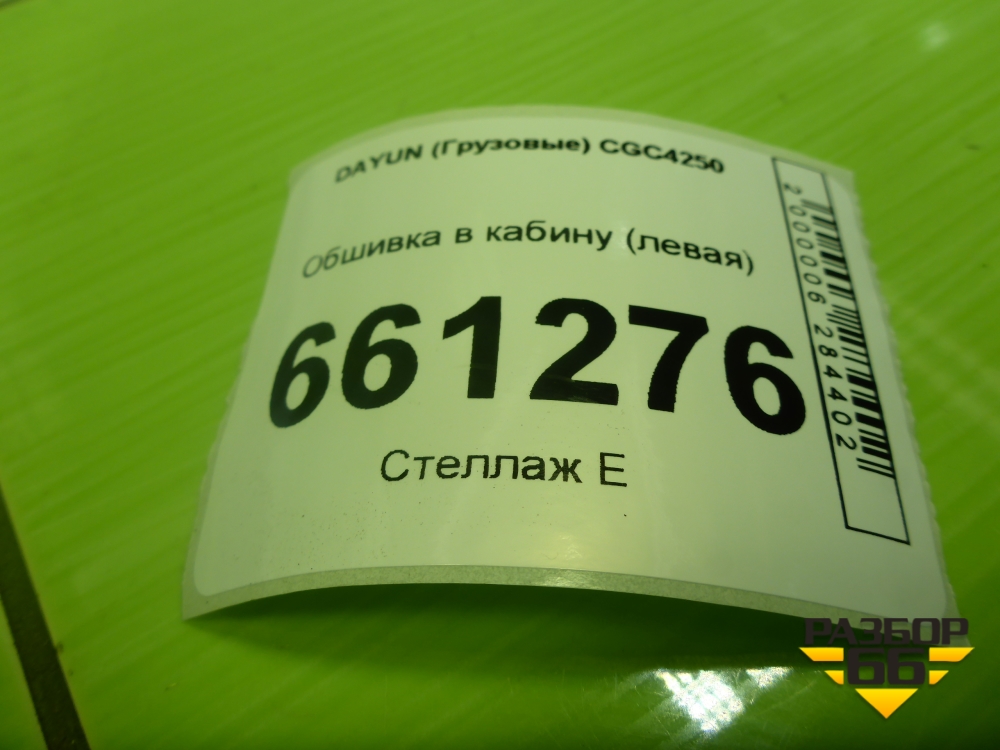 DAYUN (Грузовые) CGC4250
Обшивка в кабину (левая)
661276
Стеллаж Е
2000006284402
РАЗБОР
66